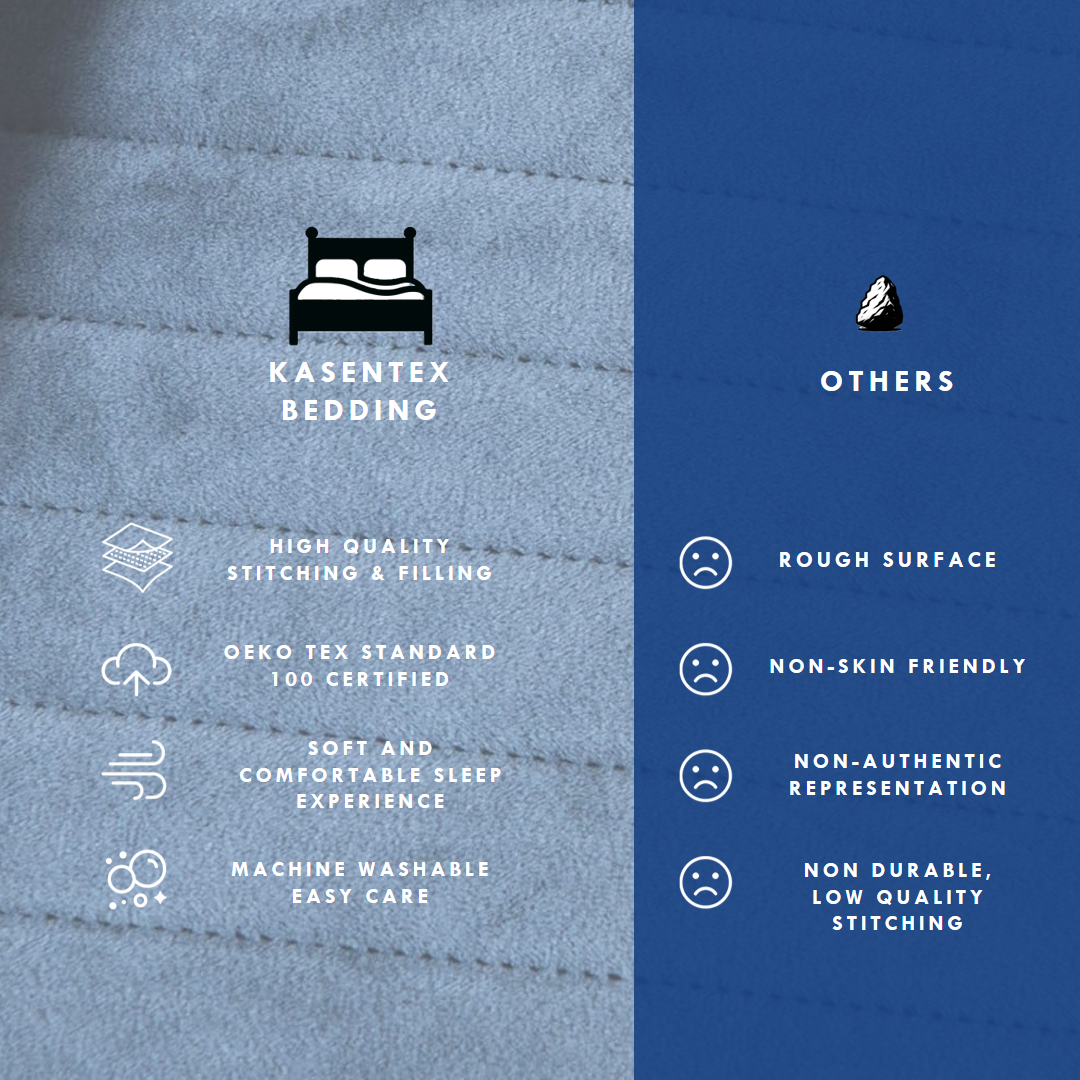 KASENTEX
BEDDING
HIGH QUALITY
STITCHING & FILLING
OEKO TEX STANDARD
100 CERTIFIED
SOFT AND
COMFORTABLE SLEEP
EXPERIENCE
MACHINE WASHABLE
EASY CARE
OTHERS
ROUGH SURFACE
NON-SKIN FRIENDLY
NON-AUTHENTIC
REPRESENTATION
NON DURABLE,
LOW QUALITY
STITCHING